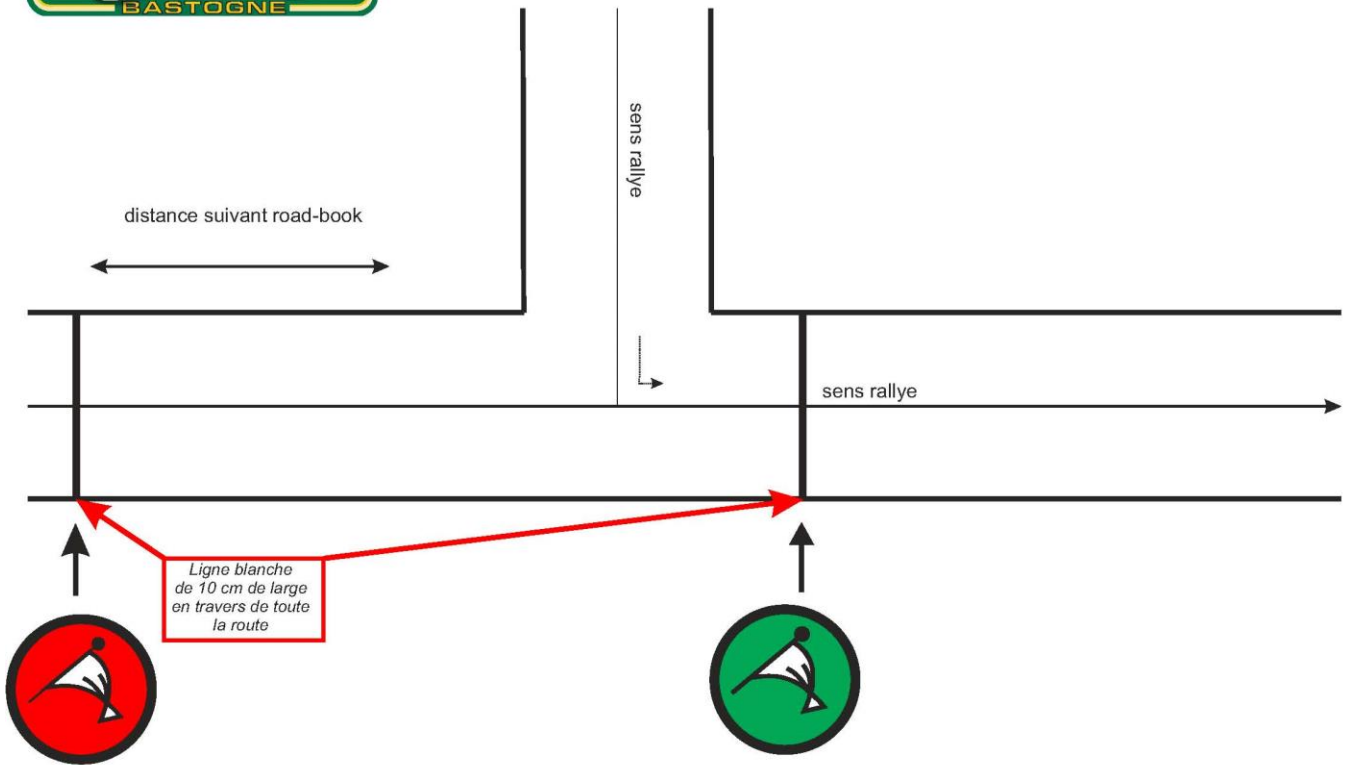 BASTOGNE
sens rallye
distance suivant road-book
sens rallye
Ligne blanche
de 10 cm de large
en travers de toute
la route